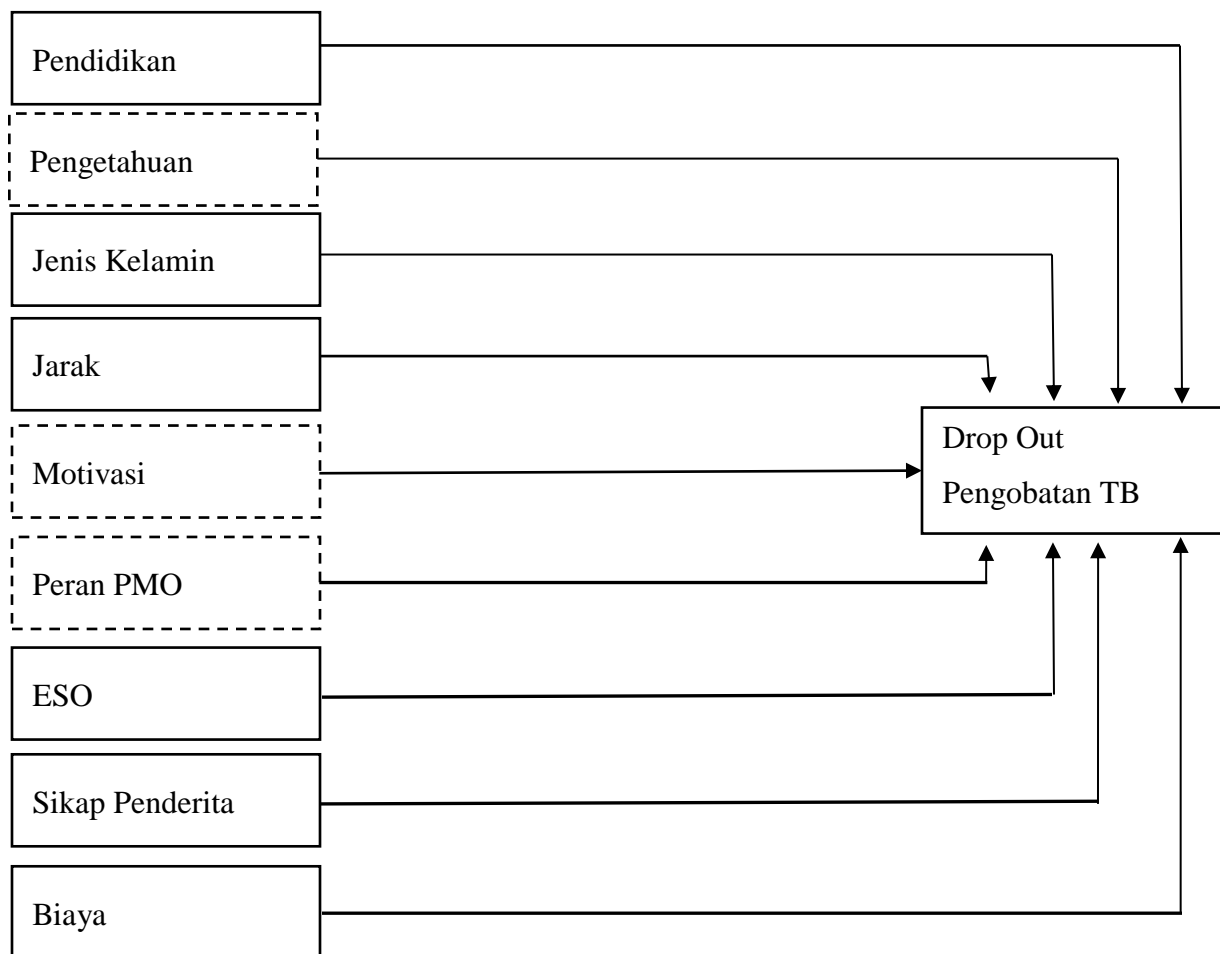 Pendidikan
Pengetahuan
Jenis Kelamin
Jarak
Motivasi
Peran PMO
ESO
Sikap Penderita
Biaya
Drop Out
Pengobatan TB